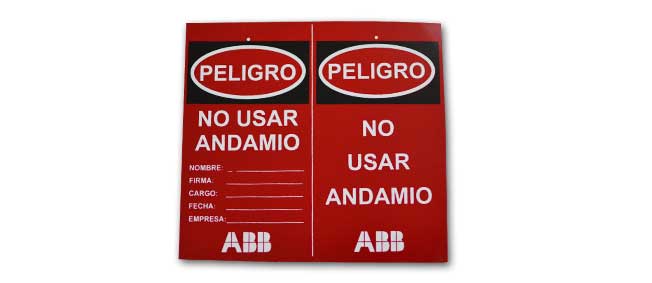 PELIGRO
NO USAR
ANDAMIO
NOMBRE:
FIRMA:
CARGO:
FECHA:
EMPRESA:
ABB
PELIGRO
NO
USAR
ANDAMIO
ABB